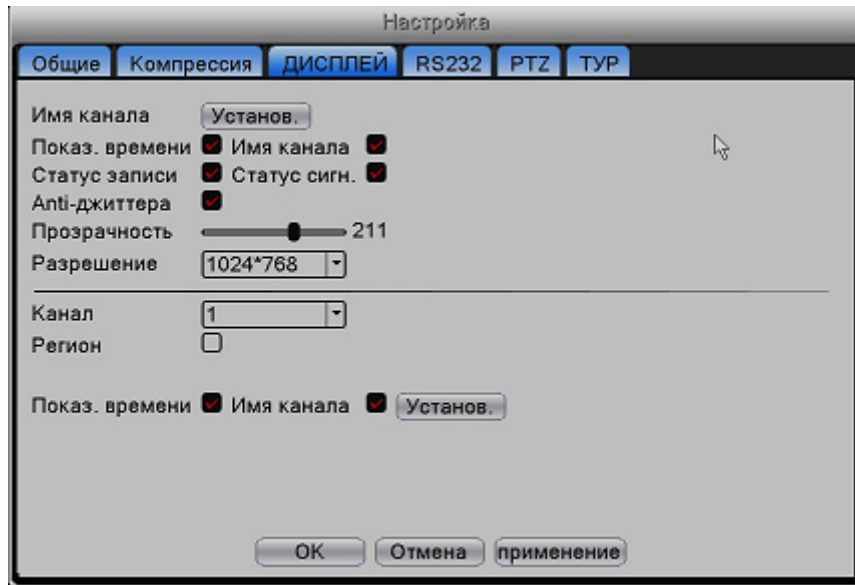 Настройка
Общие Компрессия ДИСПЛЕЙ RS232 PTZ ТУР
Имя канала Установ.
Показ. времени Имя канала
Статус записи Статус сигн.
Anti-джиттера
Прозрачность 211
Разрешение 1024*768
Канал 1
Регион
Показ. времени Имя канала Установ.
OK Отмена применение